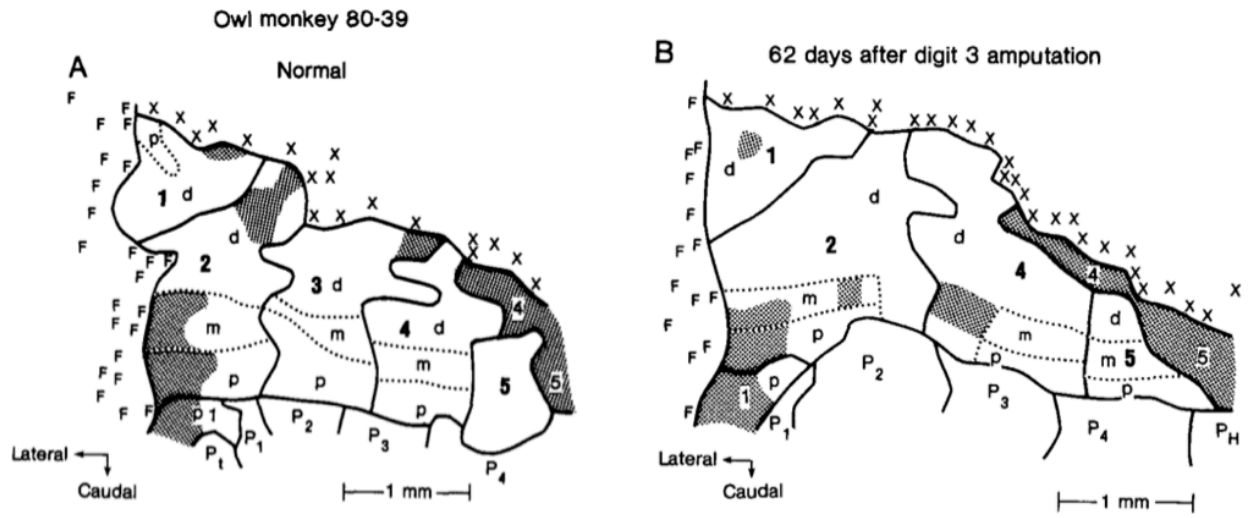 Owl monkey 80-39
A
Normal
F F X
F F X X
p X X X
F F X X
F 1 d X X
F X X X X
F F F F d X X
F 2 3 d X
F 4
F m 4 d
F F m
F F m
F p p 5 5
F F p 1 p
P1 P2 P3
Pt P4
Lateral
Caudal
1 mm
B
62 days after digit 3 amputation
F X X X X X X
X X X X X X
F F 1
d X
F d X X
F X X X X
F F 2 d X X X
4 4 X
F F F m X X X
F m d
F F p p m 5 5
1 p P2 p
F P1 P3 P4 PH
Lateral
Caudal
1 mm